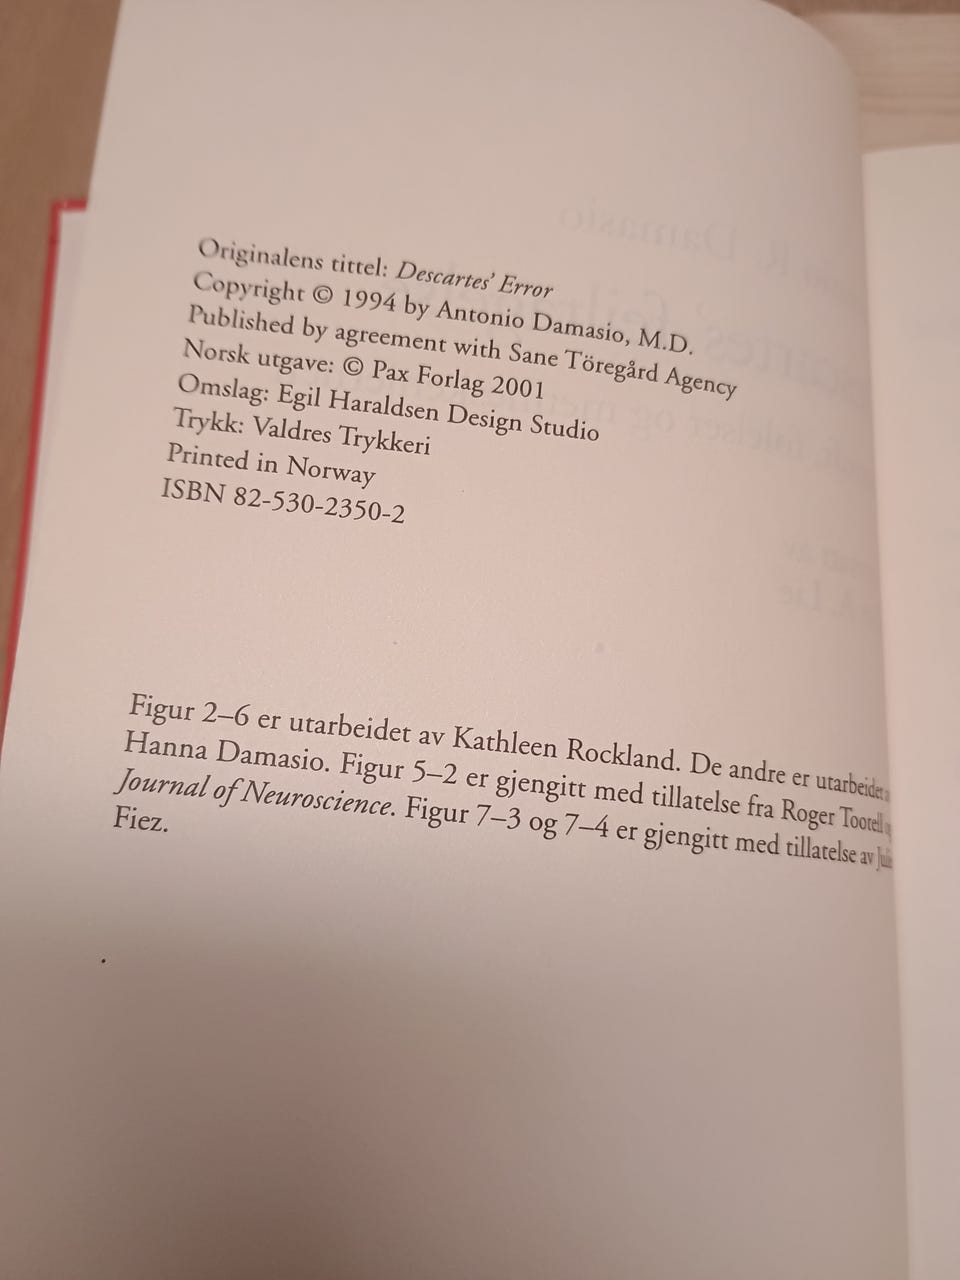 Originalens tittel: Descartes' Error
Copyright © 1994 by Antonio Damasio, M.D.
Published by agreement with Sane Töregård Agency
Norsk utgave: © Pax Forlag 2001
Omslag: Egil Haraldsen Design Studio
Trykk: Valdres Trykkeri
Printed in Norway
ISBN 82-530-2350-2
Figur 2–6 er utarbeidet av Kathleen Rockland. De andre er utarbeidet
Hanna Damasio. Figur 5–2 er gjengitt med tillatelse fra Roger Tootell
Journal of Neuroscience. Figur 7–3 og 7–4 er gjengitt med tillatelse av
Fiez.